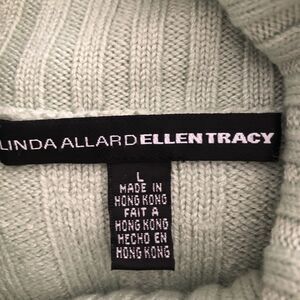 LINDA ALLARD ELLEN TRACY
L
MADE IN
HONG KONG
FAIT A
HONG KONG
HECHO EN
HONG KONG